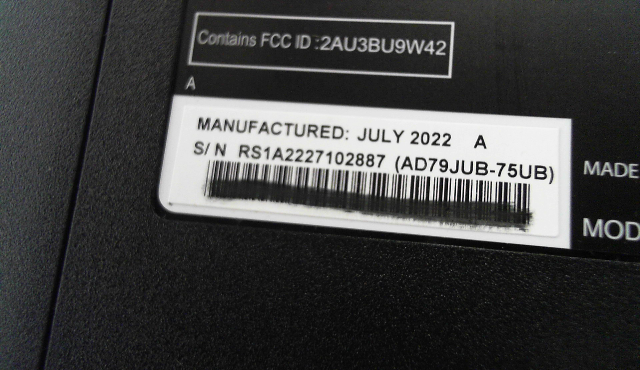 Contains FCC ID :2AU3BU9W42
A
MANUFACTURED: JULY 2022 A
S/N RS1A2227102887 (AD79JUB-75UB)
MADE
MOD